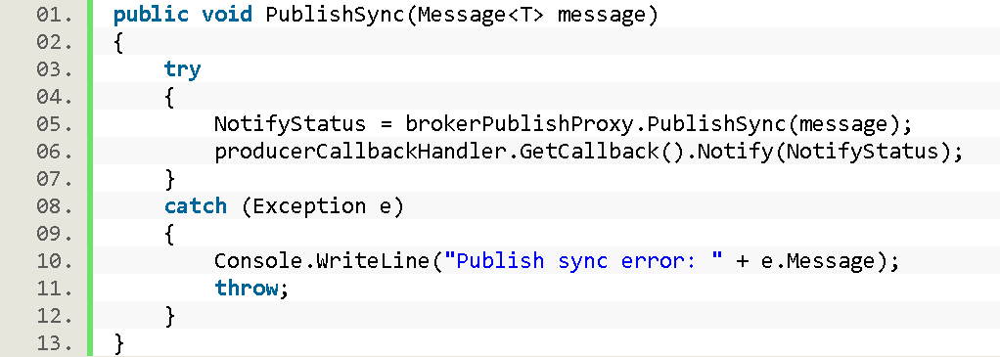 01. public void PublishSync(Message<T> message)
02. {
03.     try
04.     {
05.         NotifyStatus = brokerPublishProxy.PublishSync(message);
06.         producerCallbackHandler.GetCallback().Notify(NotifyStatus);
07.     }
08.     catch (Exception e)
09.     {
10.         Console.WriteLine("Publish sync error: " + e.Message);
11.         throw;
12.     }
13. }